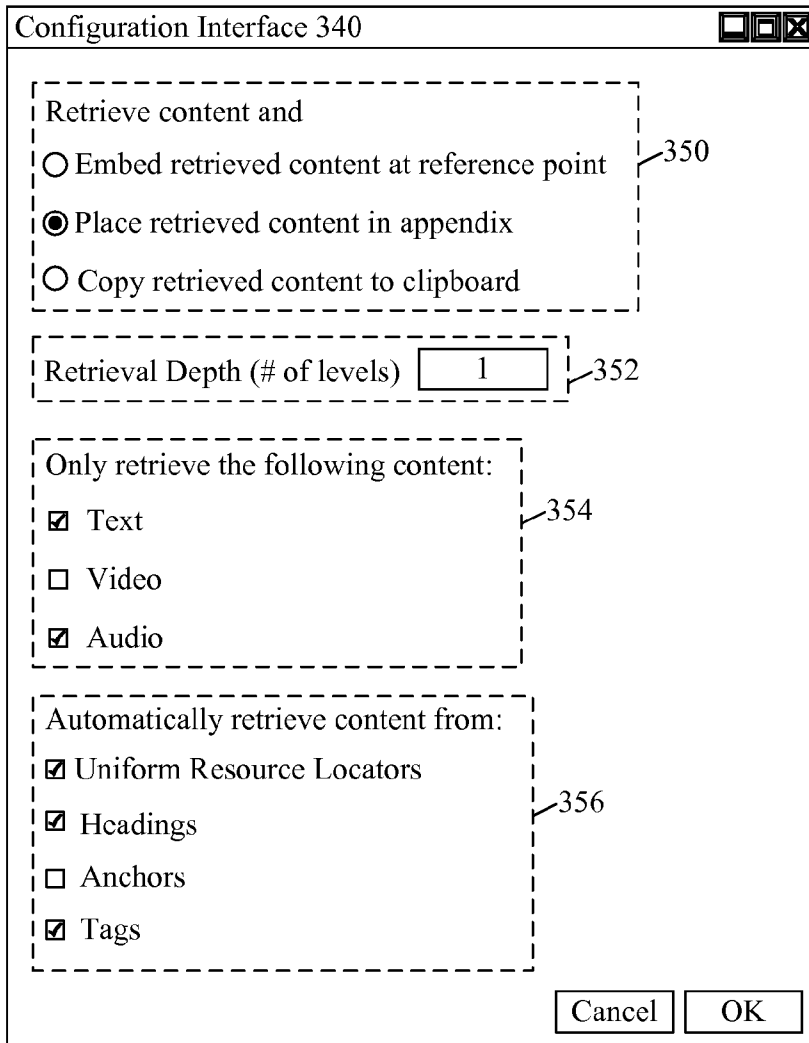 Configuration Interface 340
Retrieve content and
Embed retrieved content at reference point
350
Place retrieved content in appendix
Copy retrieved content to clipboard
Retrieval Depth (# of levels) 1
352
Only retrieve the following content:
Text
354
Video
Audio
Automatically retrieve content from:
Uniform Resource Locators
Headings
356
Anchors
Tags
Cancel OK